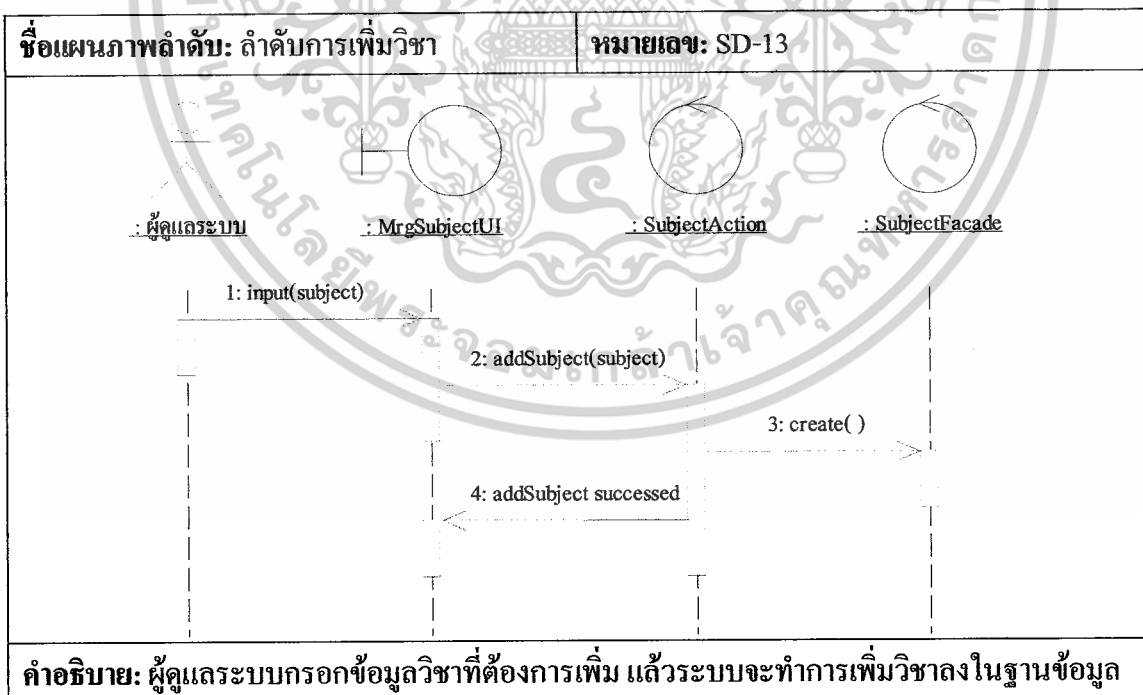 ชื่อแผนภาพลำดับ: ลำดับการเพิ่มวิชา หมายเลข: SD-13
: ผู้ดูแลระบบ : MrgSubjectUI : SubjectAction : SubjectFacade
1: input(subject)
2: addSubject(subject)
3: create( )
4: addSubject successed
คำอธิบาย: ผู้ดูแลระบบกรอกข้อมูลวิชาที่ต้องการเพิ่ม แล้วระบบจะทำการเพิ่มวิชาลงในฐานข้อมูล